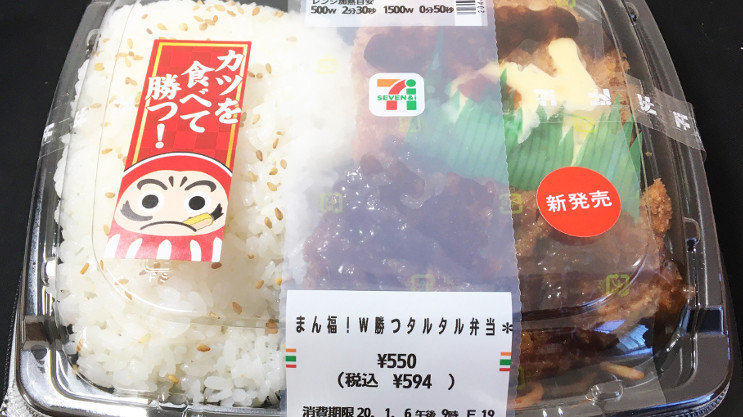 レンジ加熱目安
500W 2分30秒 1500W 0分50秒
カツを
食べて
勝つ!
7i
SEVEN&i
新発売
まん福!W勝つタルタル弁当*
¥550
(税込 ¥594 )
消費期限20. 1. 6午後 9時